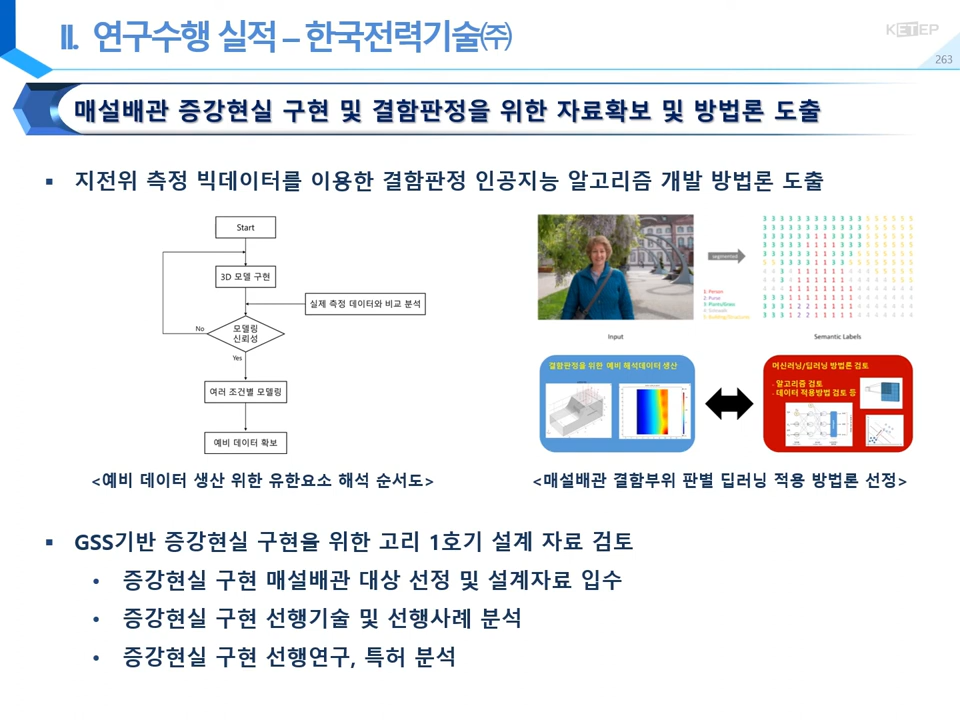 II. 연구수행 실적 – 한국전력기술㈜
KETEP
263
매설배관 증강현실 구현 및 결함판정을 위한 자료확보 및 방법론 도출
▪ 지전위 측정 빅데이터를 이용한 결함판정 인공지능 알고리즘 개발 방법론 도출
Start
3D 모델 구현
실제 측정 데이터와 비교 분석
No
모델링
신뢰성
Yes
여러 조건별 모델링
예비 데이터 확보
<예비 데이터 생산 위한 유한요소 해석 순서도>
segmented
1: Person
2: Purse
3: Plants/Grass
4: Sidewalk
5: Building/Structures
Input
Semantic Labels
결함판정을 위한 예비 해석데이터 생산
머신러닝/딥러닝 방법론 검토
- 알고리즘 검토
- 데이터 적용방법 검토 등
<매설배관 결함부위 판별 딥러닝 적용 방법론 선정>
▪ GSS기반 증강현실 구현을 위한 고리 1호기 설계 자료 검토
• 증강현실 구현 매설배관 대상 선정 및 설계자료 입수
• 증강현실 구현 선행기술 및 선행사례 분석
• 증강현실 구현 선행연구, 특허 분석